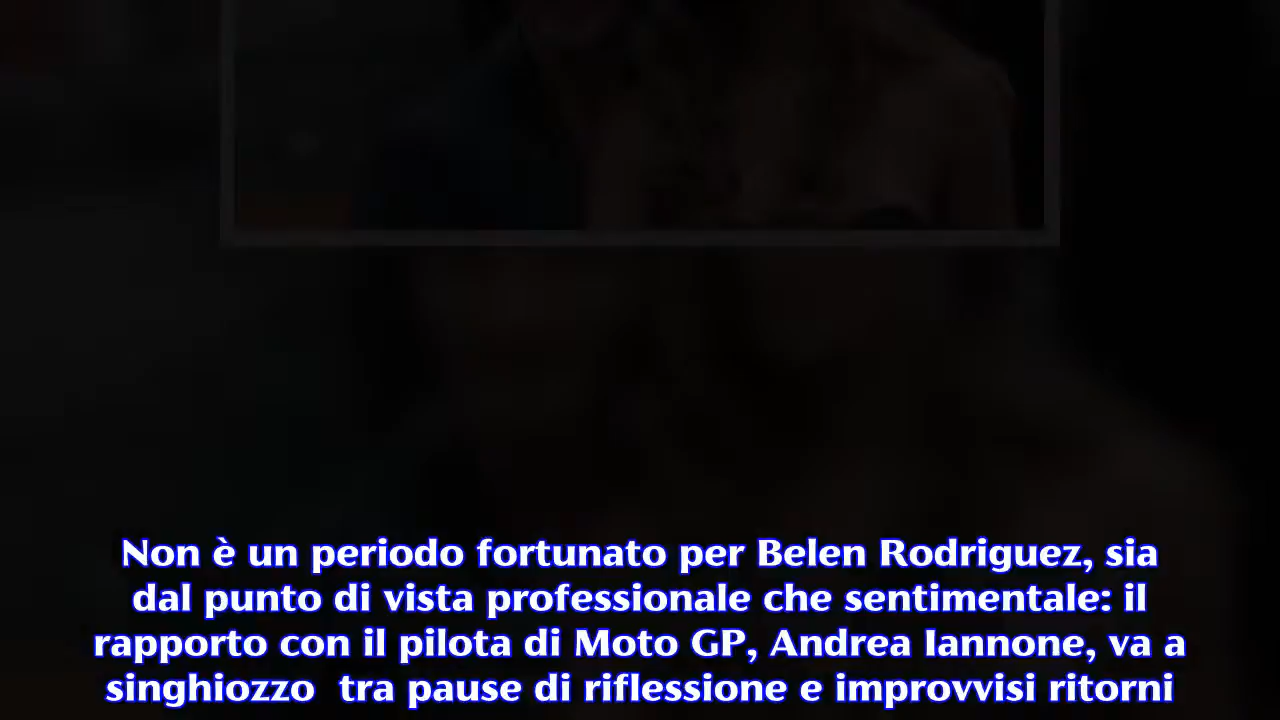 Non è un periodo fortunato per Belen Rodriguez, sia
dal punto di vista professionale che sentimentale: il
rapporto con il pilota di Moto GP, Andrea Iannone, va a
singhiozzo  tra pause di riflessione e improvvisi ritorni